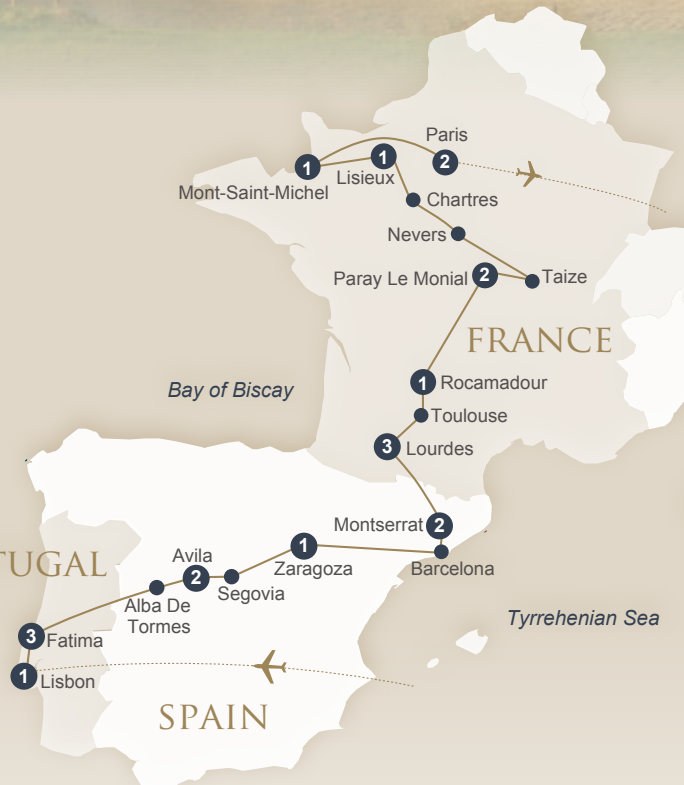 Paris
2
1
Lisieux
1
Mont-Saint-Michel
Chartres
Nevers
Paray Le Monial
2
Taize
FRANCE
Bay of Biscay
1
Rocamadour
Toulouse
3
Lourdes
Montserrat
2
Barcelona
1
Zaragoza
TUGAL
Avila
2
Segovia
Alba De
Tormes
Tyrrehenian Sea
3
Fatima
1
Lisbon
SPAIN